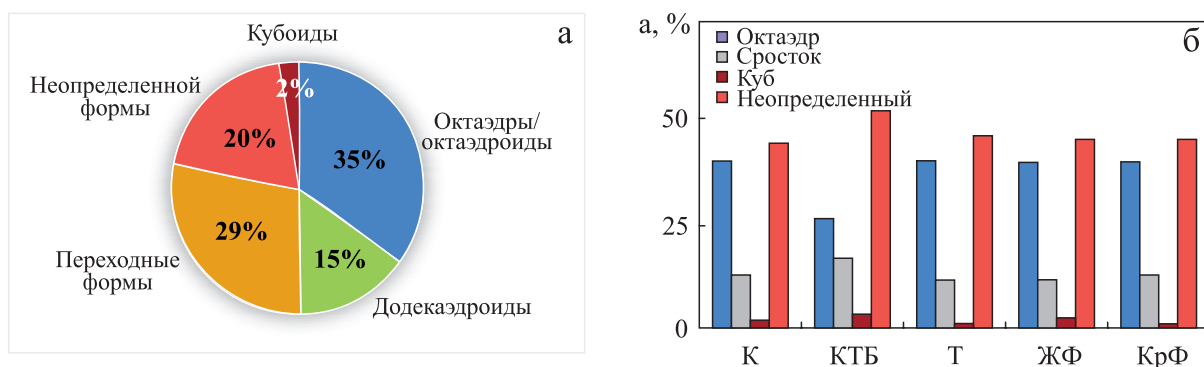 а
Кубоиды
2%
Неопределенной
формы
20%
Октаэдры/
октаэдроиды
35%
29%
15%
Переходные
формы
Додекаэдроиды
а, %
б
Октаэдр
Сросток
Куб
Неопределенный
50
25
0
К
КТБ
Т
ЖФ
КрФ